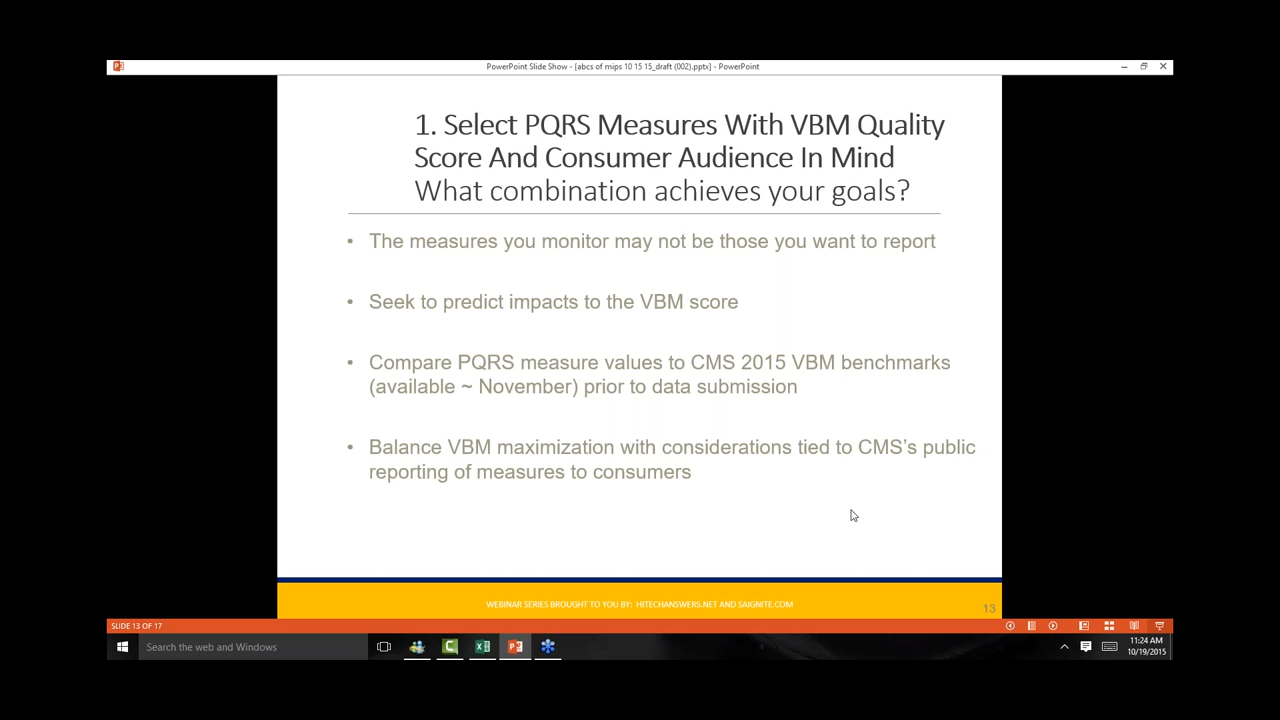 PowerPoint Slide Show - [abcs of mips 10 15 15_draft (002).pptx] - PowerPoint
1. Select PQRS Measures With VBM Quality
Score And Consumer Audience In Mind
What combination achieves your goals?
• The measures you monitor may not be those you want to report
• Seek to predict impacts to the VBM score
• Compare PQRS measure values to CMS 2015 VBM benchmarks
(available ~ November) prior to data submission
• Balance VBM maximization with considerations tied to CMS's public
reporting of measures to consumers
WEBINAR SERIES BROUGHT TO YOU BY: HITECHANSWERS.NET AND SAIGNITE.COM
13
SLIDE 13 OF 17
Search the web and Windows
11:24 AM
10/19/2015